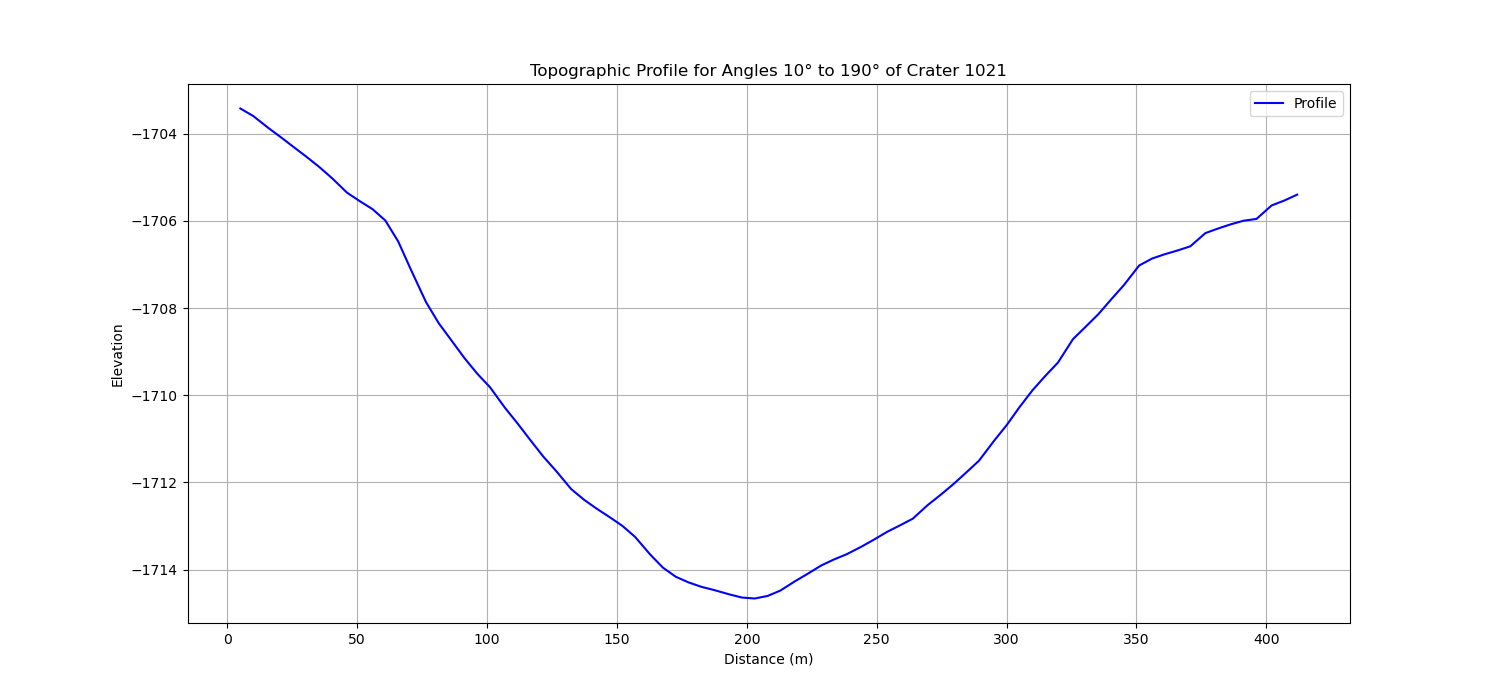 Topographic Profile for Angles 10° to 190° of Crater 1021
Profile
−1704
−1706
−1708
−1710
−1712
−1714
Elevation
0 50 100 150 200 250 300 350 400
Distance (m)